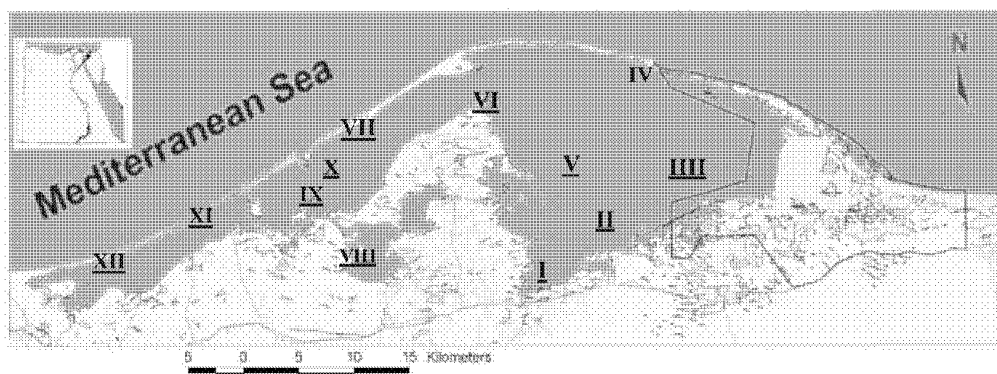 N
Mediterranean Sea
IV
VI
VII
X
V
IIII
IX
XI
II
VIII
XII
I
5 0 5 10 15 Kilometers